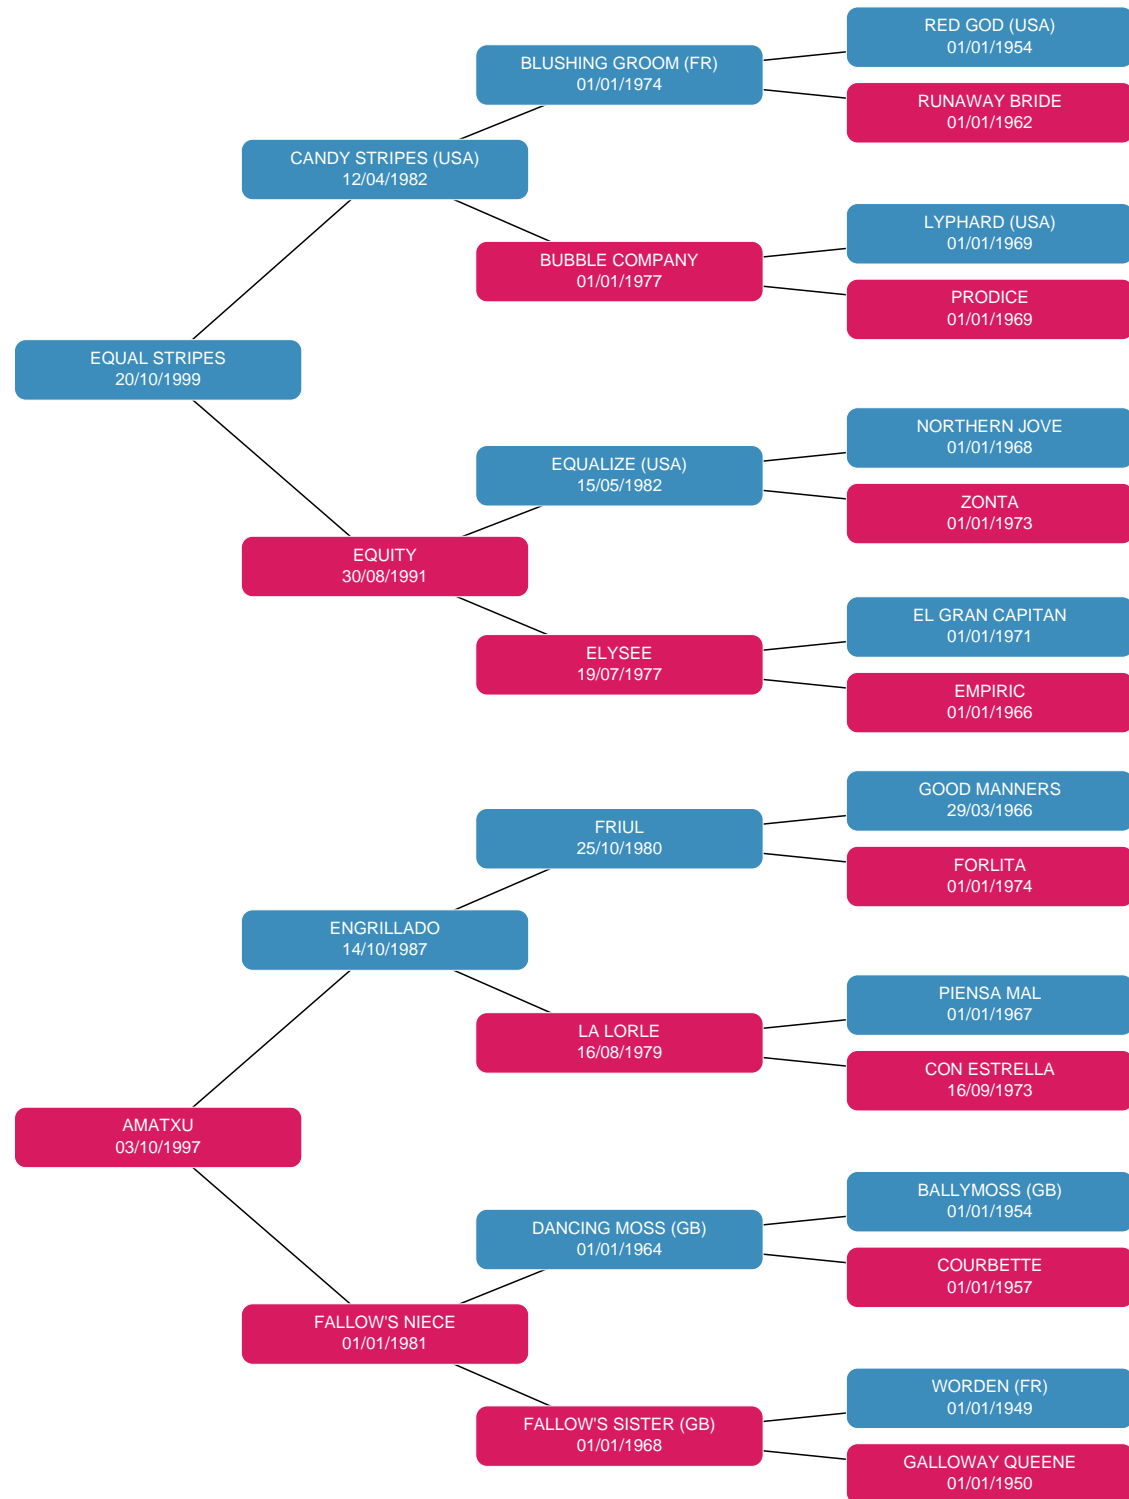 RED GOD (USA)
01/01/1954
BLUSHING GROOM (FR)
01/01/1974
RUNAWAY BRIDE
01/01/1962
CANDY STRIPES (USA)
12/04/1982
LYPHARD (USA)
01/01/1969
BUBBLE COMPANY
01/01/1977
PRODICE
01/01/1969
EQUAL STRIPES
20/10/1999
NORTHERN JOVE
01/01/1968
EQUALIZE (USA)
15/05/1982
ZONTA
01/01/1973
EQUITY
30/08/1991
EL GRAN CAPITAN
01/01/1971
ELYSEE
19/07/1977
EMPIRIC
01/01/1966
GOOD MANNERS
29/03/1966
FRIUL
25/10/1980
FORLITA
01/01/1974
ENGRILLADO
14/10/1987
PIENSA MAL
01/01/1967
LA LORLE
16/08/1979
CON ESTRELLA
16/09/1973
AMATXU
03/10/1997
BALLYMOSS (GB)
01/01/1954
DANCING MOSS (GB)
01/01/1964
COURBETTE
01/01/1957
FALLOW'S NIECE
01/01/1981
WORDEN (FR)
01/01/1949
FALLOW'S SISTER (GB)
01/01/1968
GALLOWAY QUEENE
01/01/1950